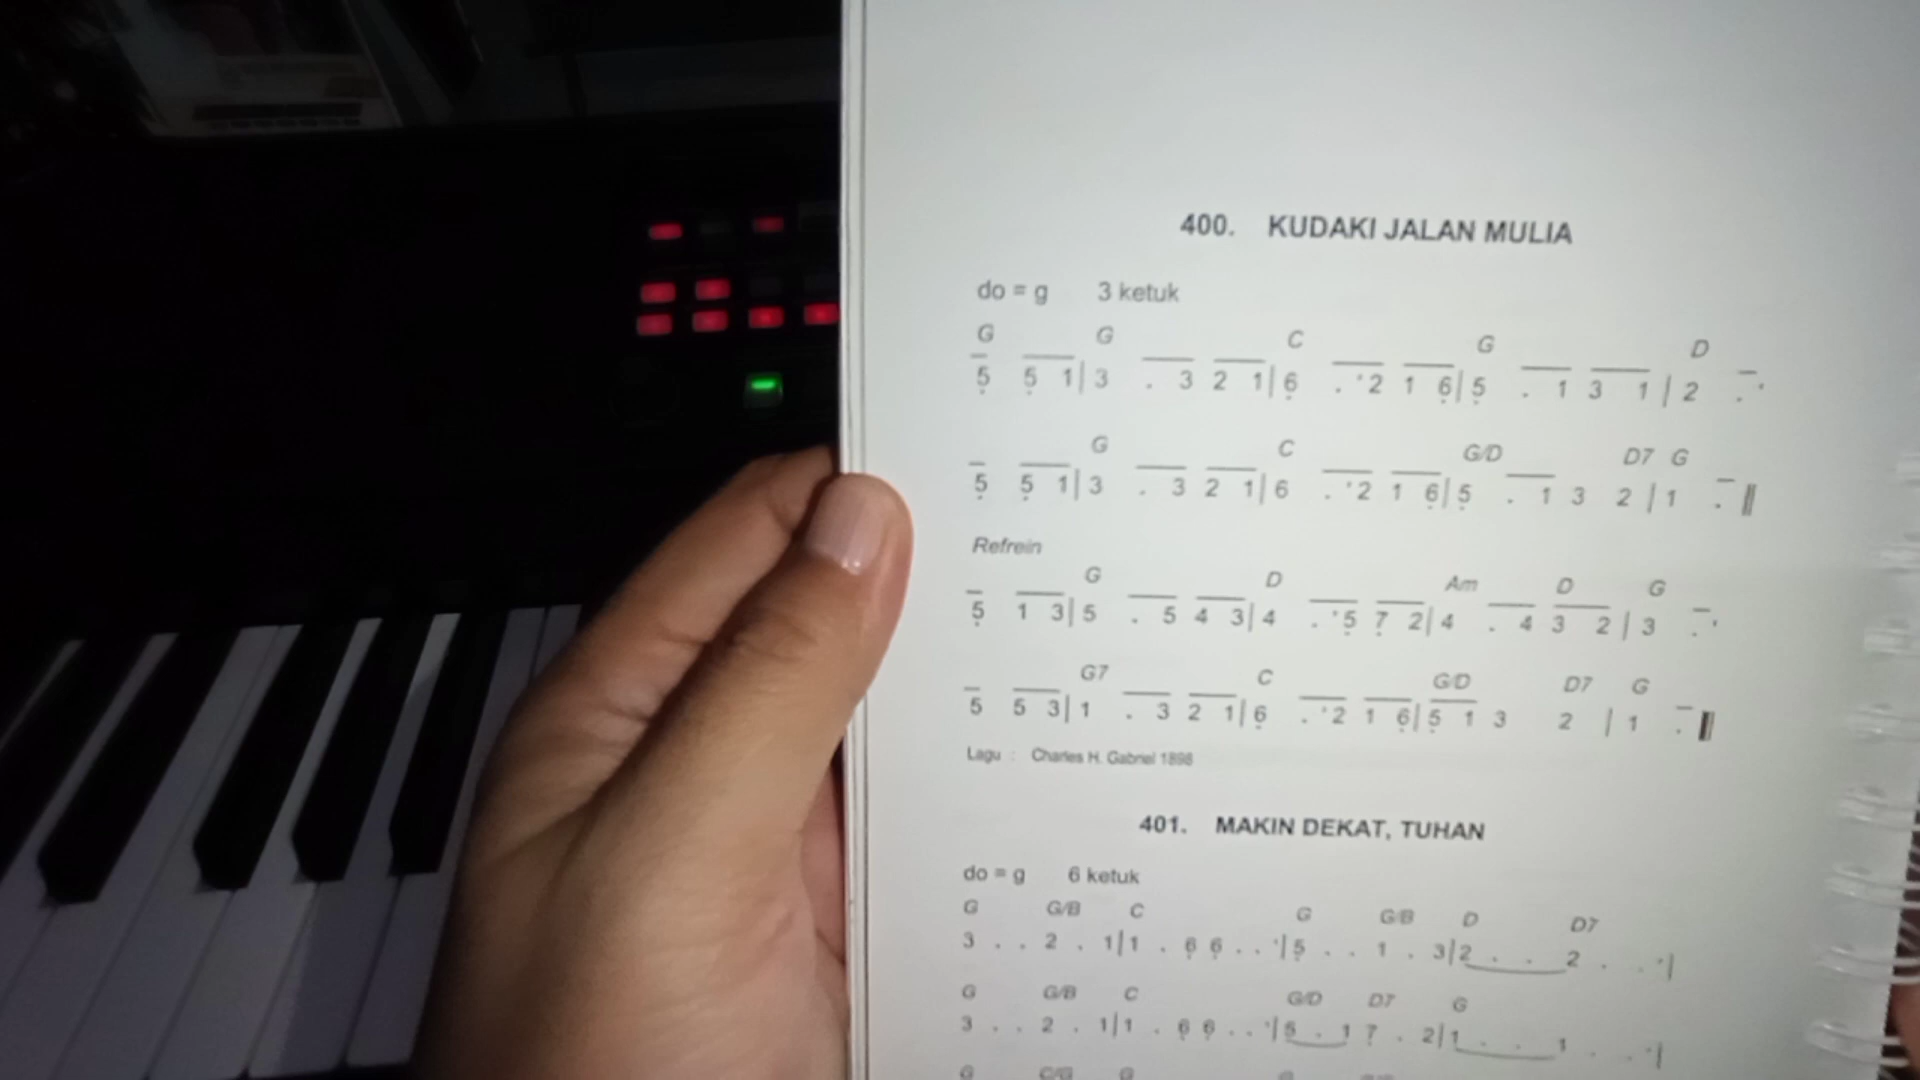 400. KUDAKI JALAN MULIA
do = g 3 ketuk
G G C G D
5̣ 5̣ 1 | 3 . 3 2 1 | 6̣ . ' 2 1 6̣ | 5̣ . 1 3 1 | 2 . '
G C G/D D7 G
5̣ 5̣ 1 | 3 . 3 2 1 | 6 . ' 2 1 6̣ | 5̣ . 1 3 2 | 1 . ||
Refrein
G D Am D G
5̣ 1 3 | 5 . 5 4 3 | 4 . ' 5̣ 7̣ 2 | 4 . 4 3 2 | 3 . '
G7 C G/D D7 G
5 5 3 | 1 . 3 2 1 | 6̣ . ' 2 1 6̣ | 5̣ 1 3 2 | 1 . ||
Lagu : Charles H. Gabriel 1898
401. MAKIN DEKAT, TUHAN
do = g 6 ketuk
G G/B C G G/B D D7
3 . . 2 . 1 | 1 . 6̣ 6̣ . . ' | 5̣ . . 1 . 3 | 2 . . 2 . . ' |
G G/B C G/D D7 G
3 . . 2 . 1 | 1 . 6̣ 6̣ . . ' | 5̣ . 1 7̣ . 2 | 1 . . 1 . . ' |
G C/G G